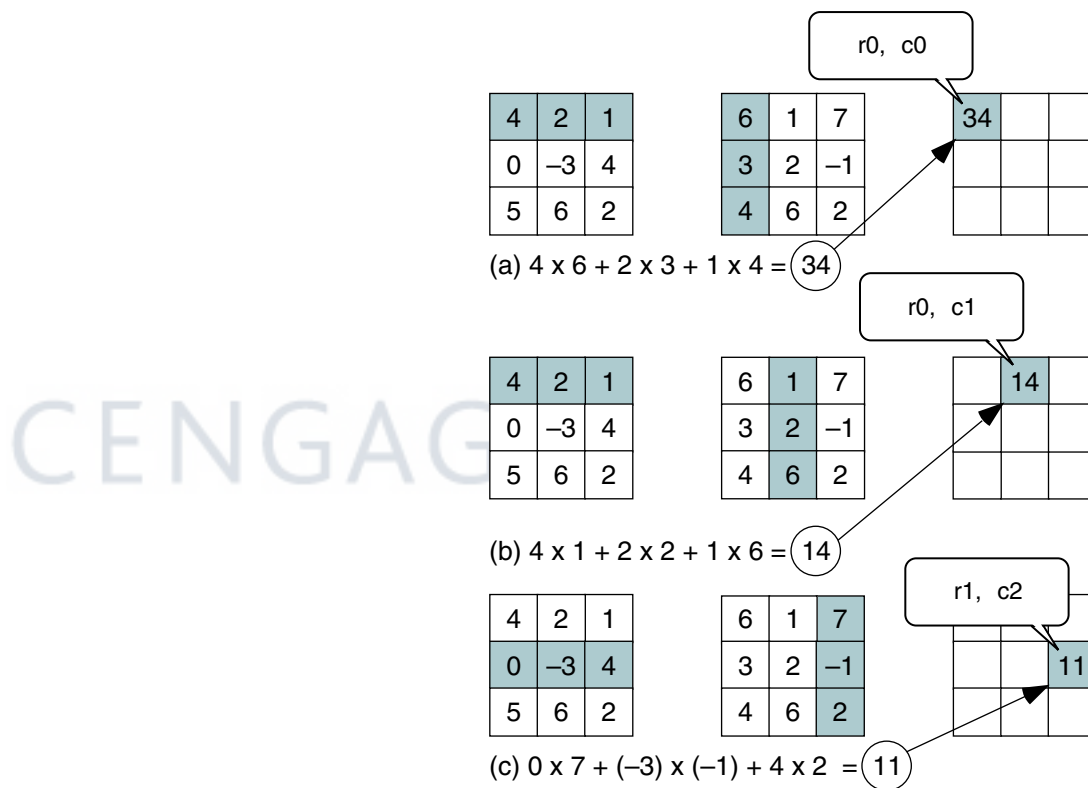 r0, c0
4 2 1
0 –3 4
5 6 2
6 1 7
3 2 –1
4 6 2
34
(a) 4 x 6 + 2 x 3 + 1 x 4 = 34
r0, c1
4 2 1
0 –3 4
5 6 2
6 1 7
3 2 –1
4 6 2
14
(b) 4 x 1 + 2 x 2 + 1 x 6 = 14
r1, c2
4 2 1
0 –3 4
5 6 2
6 1 7
3 2 –1
4 6 2
11
(c) 0 x 7 + (–3) x (–1) + 4 x 2 = 11
CENGAG